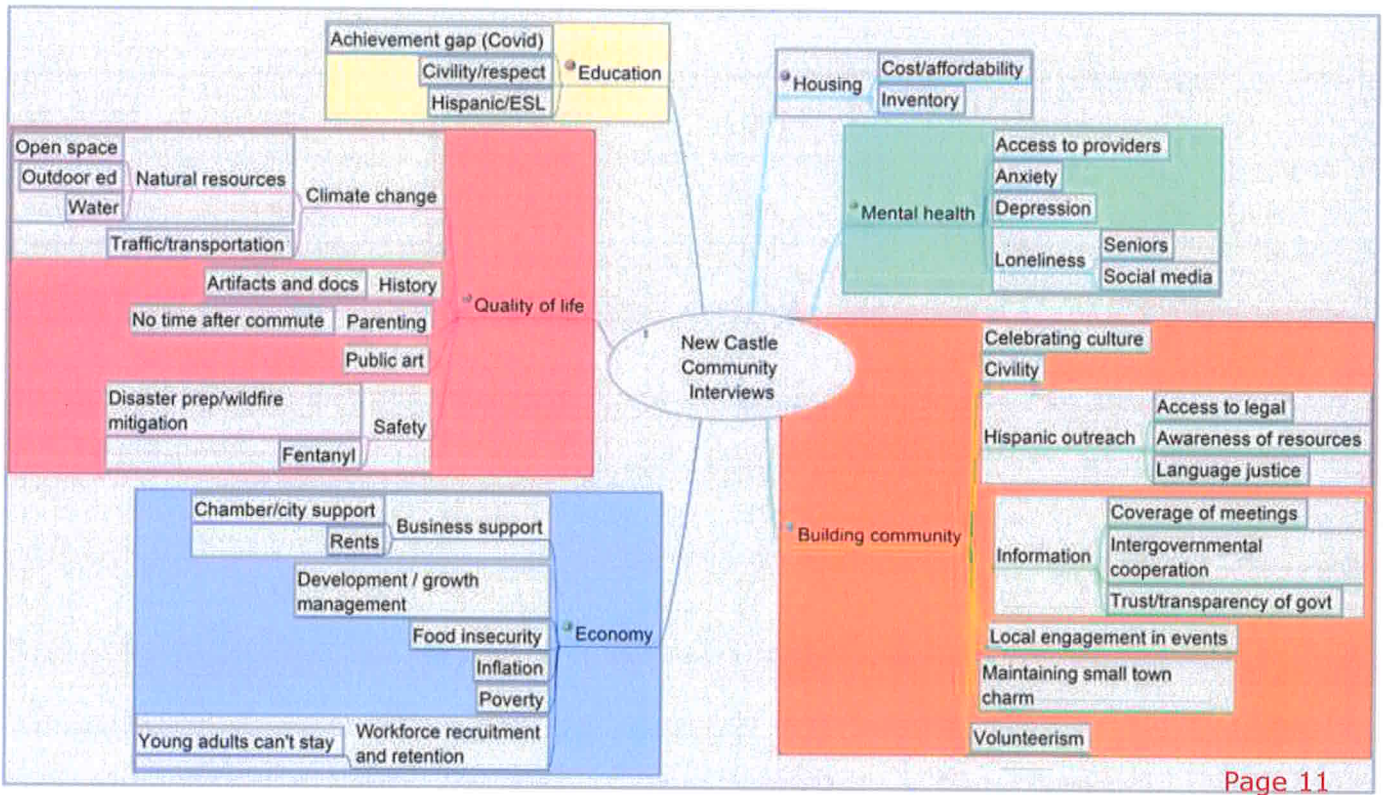 Achievement gap (Covid)
Civility/respect
Hispanic/ESL
Education
Housing
Cost/affordability
Inventory
Open space
Outdoor ed
Water
Natural resources
Traffic/transportation
Climate change
Artifacts and docs
History
No time after commute
Parenting
Public art
Disaster prep/wildfire
mitigation
Fentanyl
Safety
Quality of life
Mental health
Access to providers
Anxiety
Depression
Loneliness
Seniors
Social media
New Castle
Community
Interviews
Chamber/city support
Rents
Business support
Development / growth
management
Food insecurity
Inflation
Poverty
Young adults can't stay
Workforce recruitment
and retention
Economy
Building community
Celebrating culture
Civility
Hispanic outreach
Access to legal
Awareness of resources
Language justice
Information
Coverage of meetings
Intergovernmental
cooperation
Trust/transparency of govt
Local engagement in events
Maintaining small town
charm
Volunteerism
Page 11